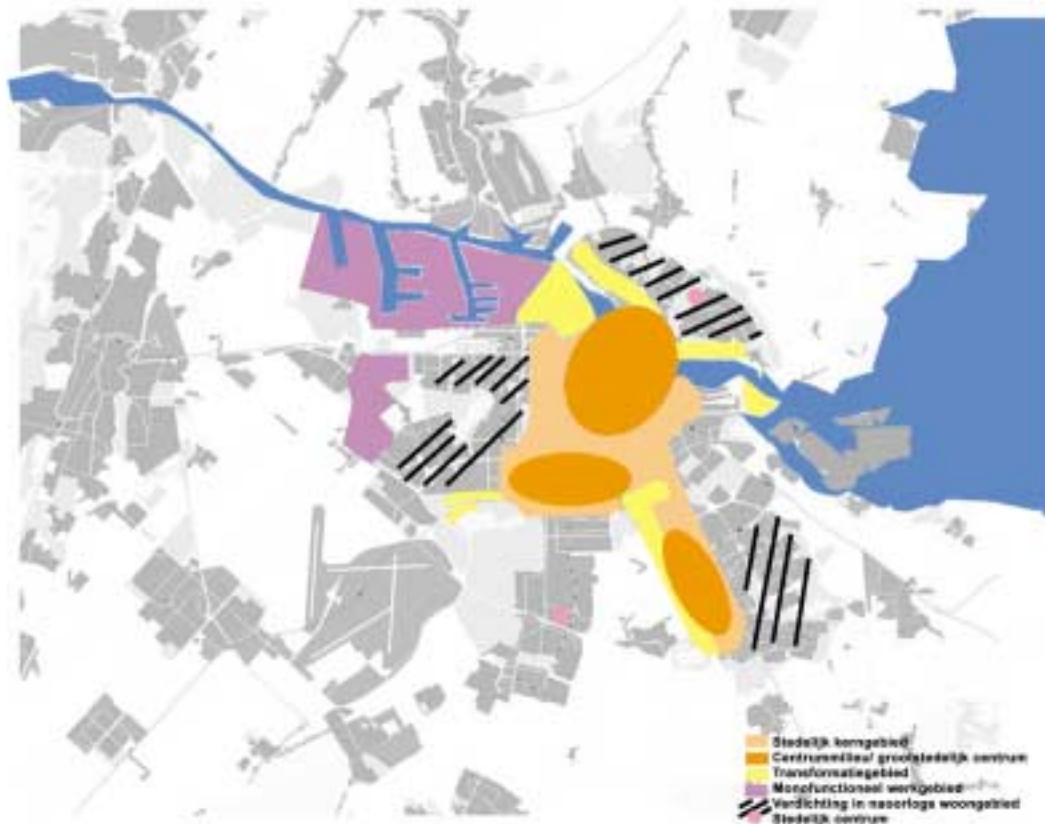 Stedelijk kerngebied
Centrummilieu/ grootstedelijk centrum
Transformatiegebied
Monofunctioneel werkgebied
Verdichting in naoorlogs woongebied
Stedelijk centrum